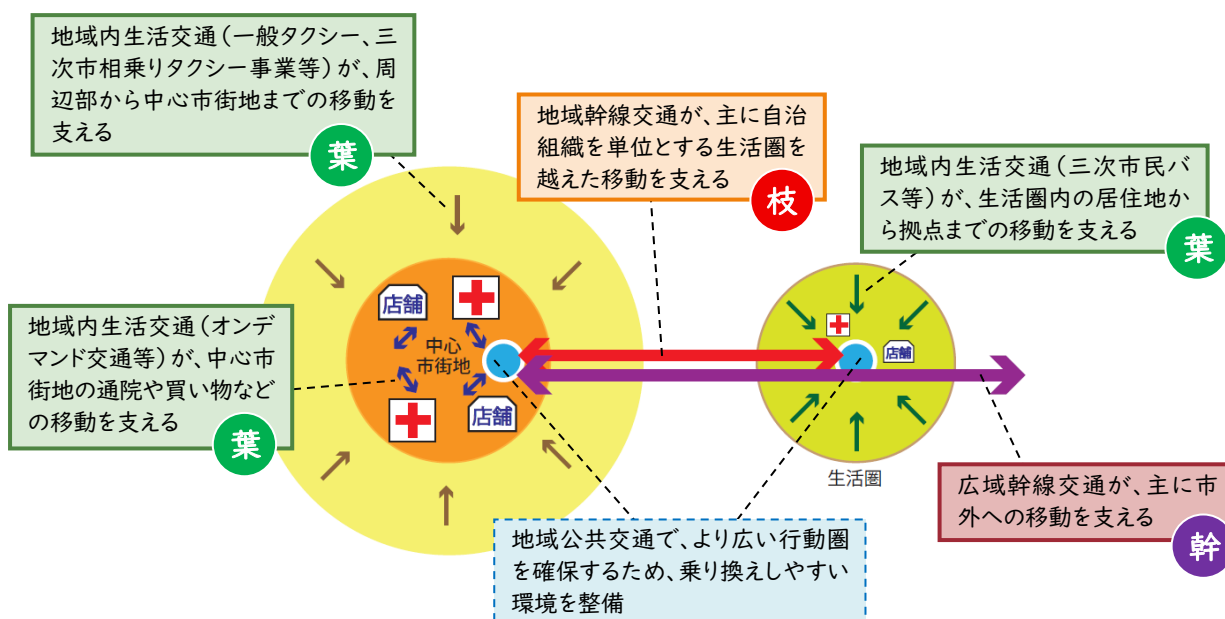 地域内生活交通(一般タクシー、三
次市相乗りタクシー事業等)が、周
辺部から中心市街地までの移動を
支える
葉
地域幹線交通が、主に自治
組織を単位とする生活圏を
越えた移動を支える
枝
地域内生活交通(三次市民バ
ス等)が、生活圏内の居住地か
ら拠点までの移動を支える
葉
地域内生活交通(オンデ
マンド交通等)が、中心市
街地の通院や買い物など
の移動を支える
葉
店舗
中心
市街地
店舗
店舗
生活圏
広域幹線交通が、主に市
外への移動を支える
幹
地域公共交通で、より広い行動圏
を確保するため、乗り換えしやすい
環境を整備